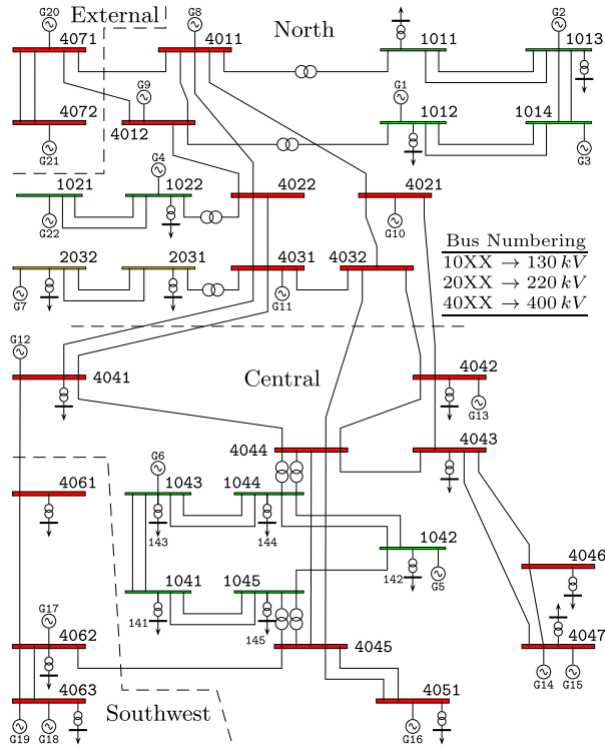 External
G20
G8
North
G2
4071
4011
1011
1013
G9
G1
4072
4012
1012
1014
G21
G4
G3
1021
1022
4022
4021
G22
G10
Bus Numbering
10XX → 130 kV
20XX → 220 kV
40XX → 400 kV
2032
2031
4031
4032
G7
G11
G12
4041
Central
4042
G13
4044
4043
G6
4061
1043
1044
143
144
1042
142
G5
4046
1041
1045
141
145
G17
4062
4045
4047
G14
G15
4063
4051
Southwest
G19
G18
G16